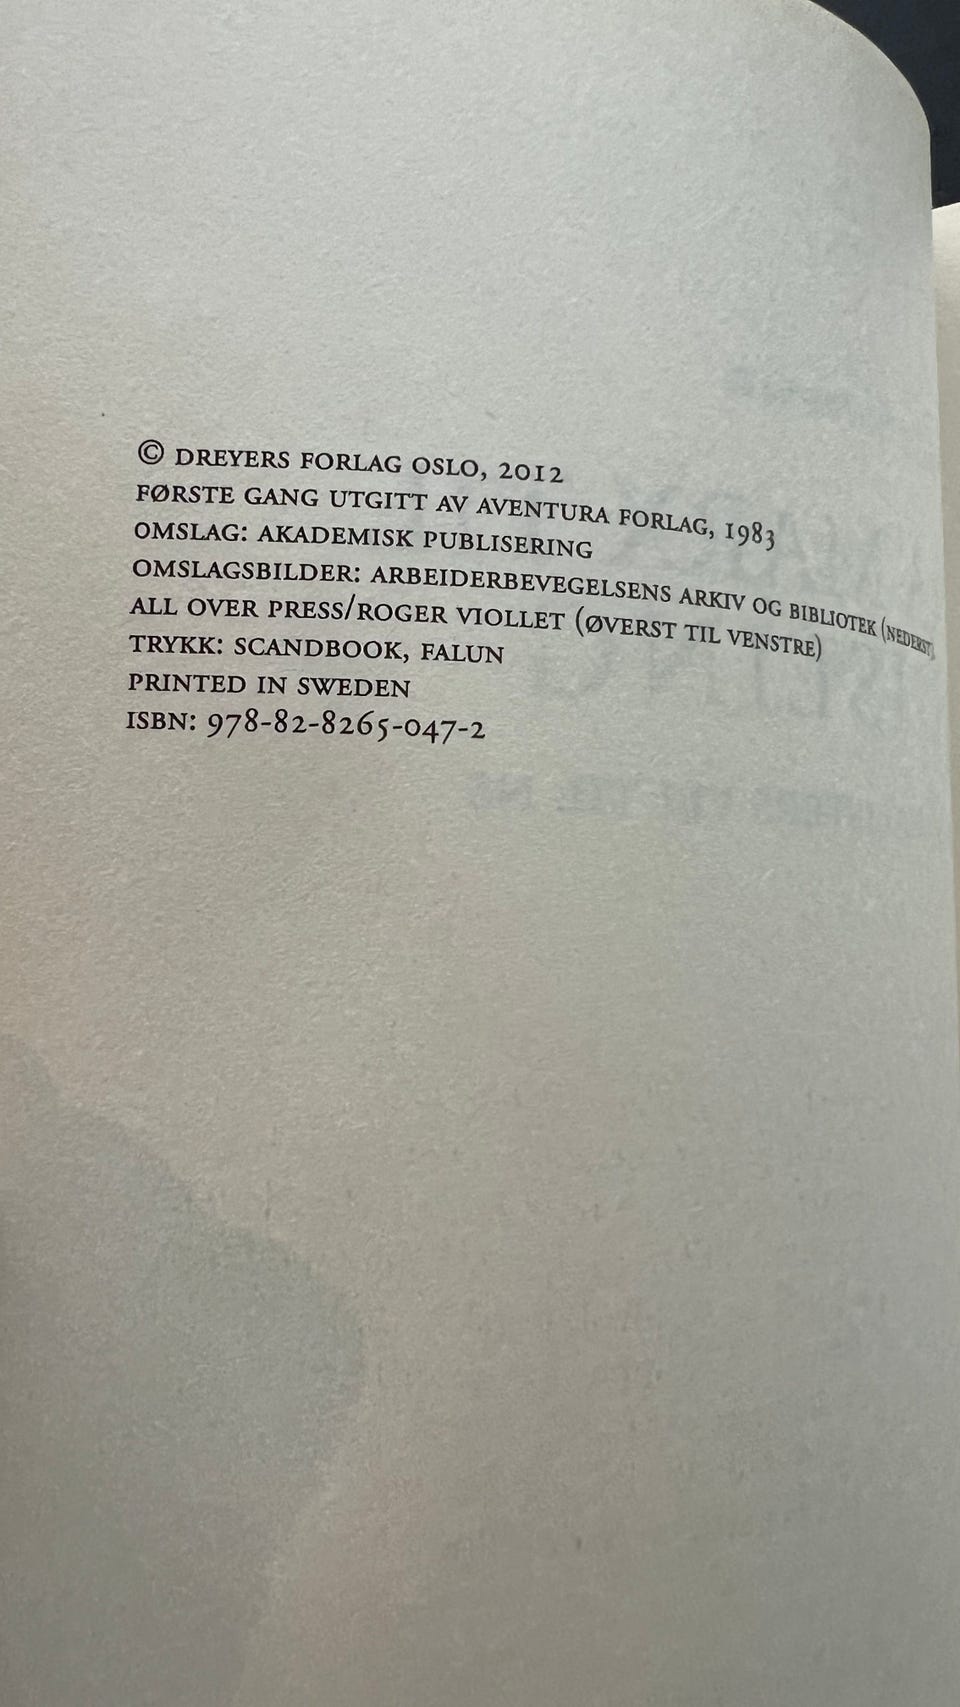 © DREYERS FORLAG OSLO, 2012
FØRSTE GANG UTGITT AV AVENTURA FORLAG, 1983
OMSLAG: AKADEMISK PUBLISERING
OMSLAGSBILDER: ARBEIDERBEVEGELSENS ARKIV OG BIBLIOTEK (NEDERST),
ALL OVER PRESS/ROGER VIOLLET (ØVERST TIL VENSTRE)
TRYKK: SCANDBOOK, FALUN
PRINTED IN SWEDEN
ISBN: 978-82-8265-047-2